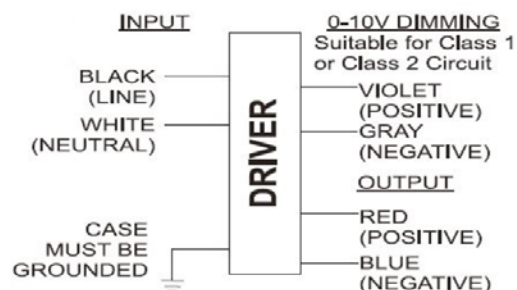 INPUT
BLACK
(LINE)
WHITE
(NEUTRAL)
CASE
MUST BE
GROUNDED
DRIVER
0-10V DIMMING
Suitable for Class 1
or Class 2 Circuit
VIOLET
(POSITIVE)
GRAY
(NEGATIVE)
OUTPUT
RED
(POSITIVE)
BLUE
(NEGATIVE)